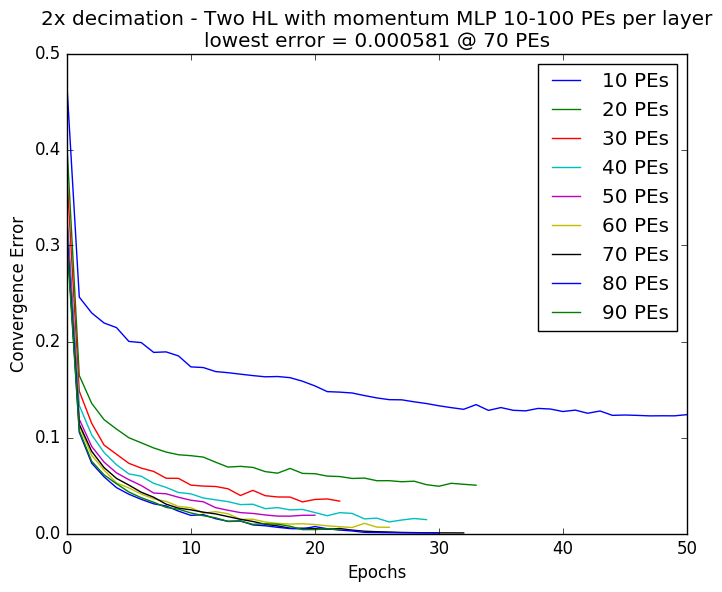 2x decimation - Two HL with momentum MLP 10-100 PEs per layer
lowest error = 0.000581 @ 70 PEs
0.5
0.4
0.3
0.2
0.1
0.0
Convergence Error
10 PEs
20 PEs
30 PEs
40 PEs
50 PEs
60 PEs
70 PEs
80 PEs
90 PEs
0
10
20
30
40
50
Epochs